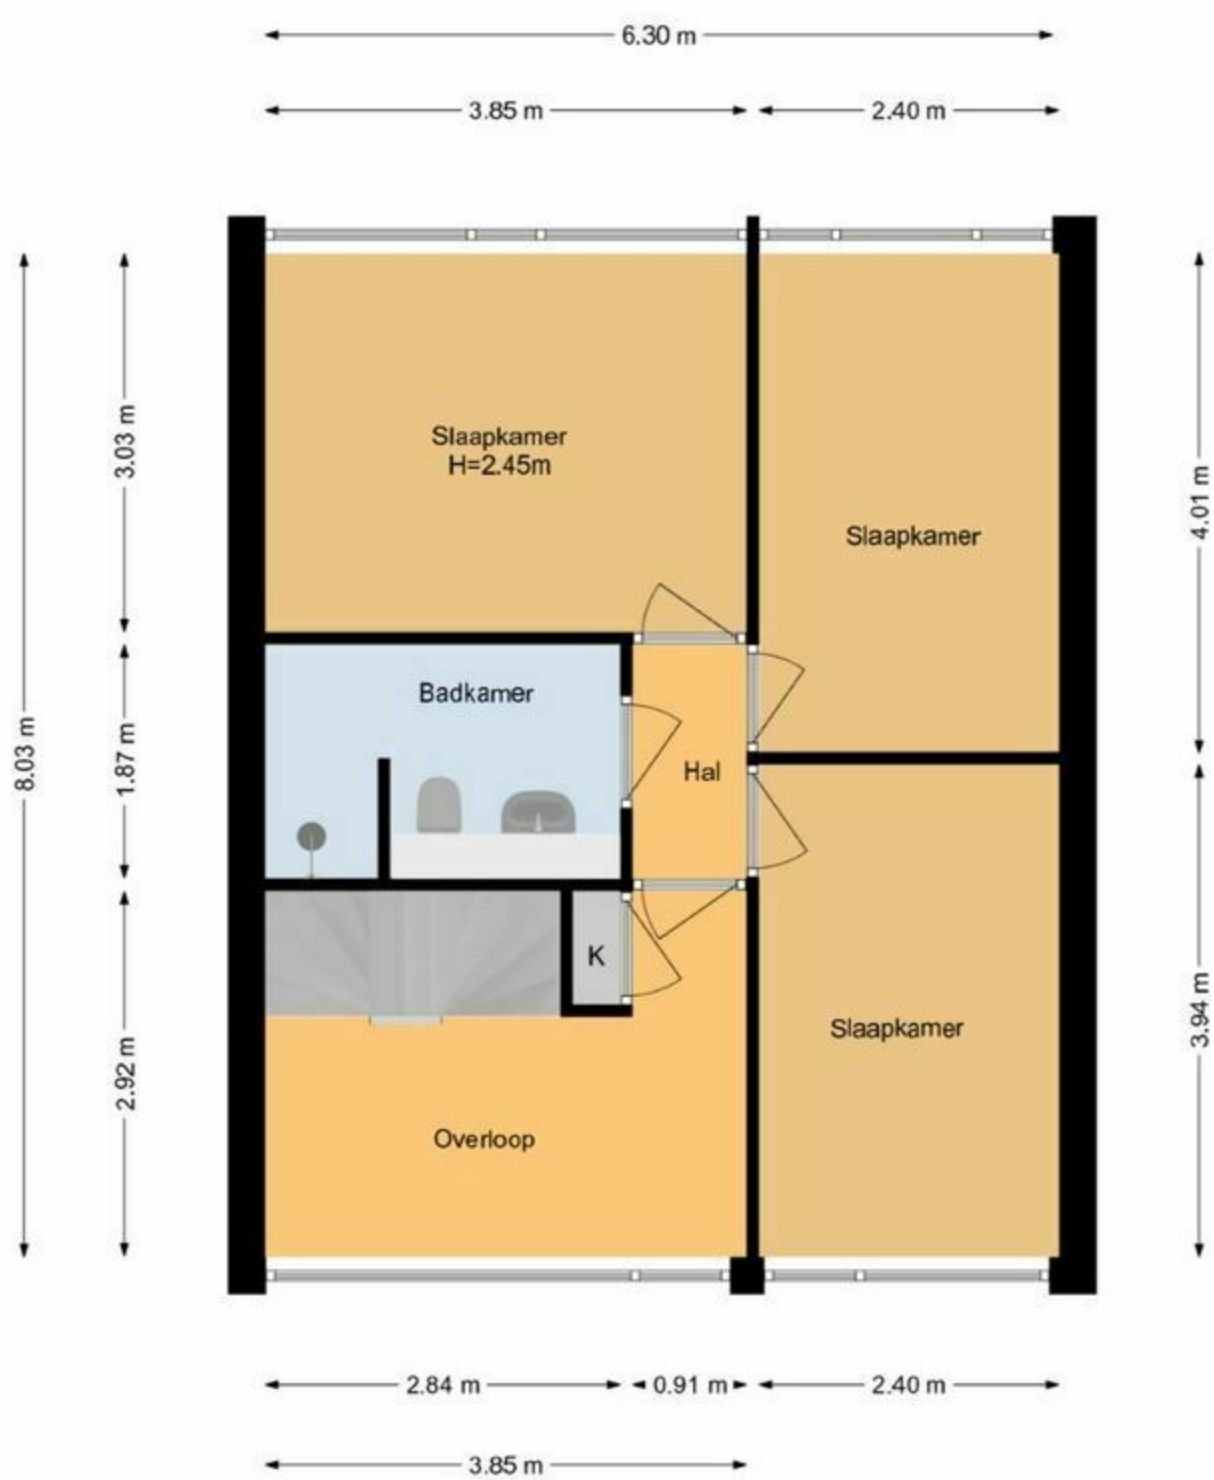 6.30 m
3.85 m
2.40 m
Slaapkamer
H=2.45m
3.03 m
4.01 m
Slaapkamer
Badkamer
8.03 m
1.87 m
Hal
K
Slaapkamer
3.94 m
2.92 m
Overloop
2.84 m
0.91 m
2.40 m
3.85 m